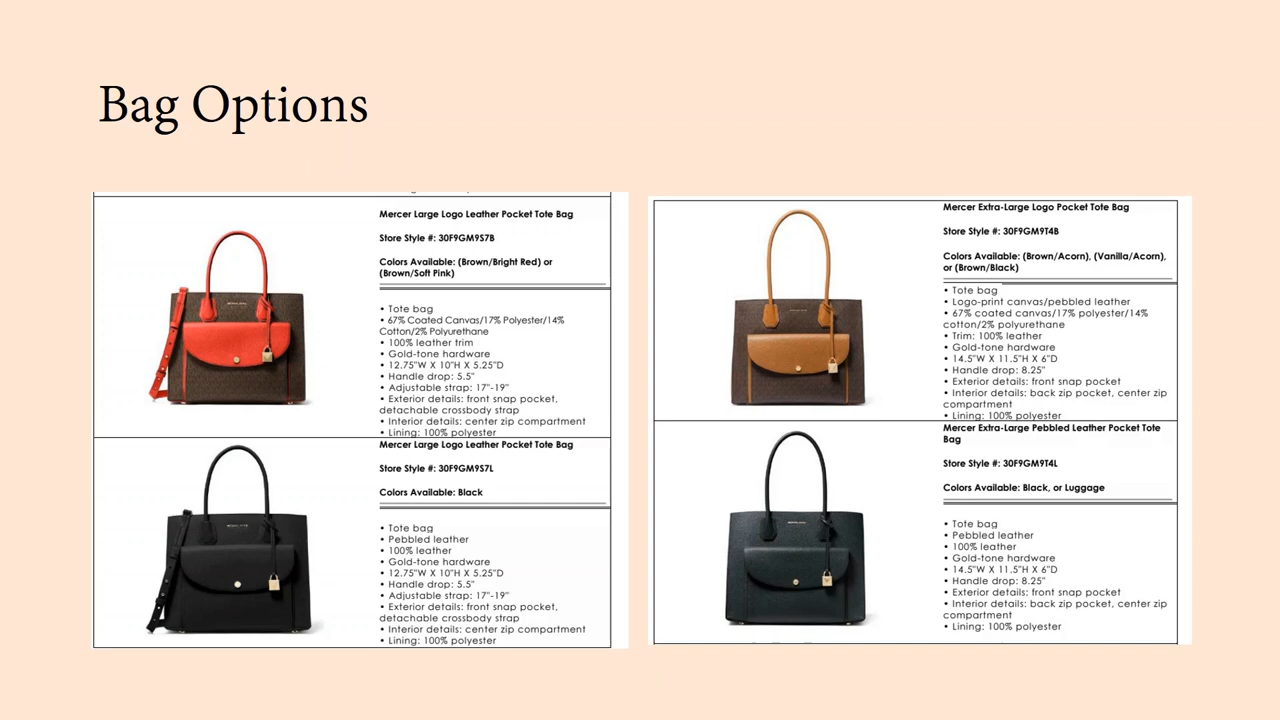 Bag Options
Mercer Large Logo Leather Pocket Tote Bag
Store Style #: 30F9GM9S7B
Colors Available: (Brown/Bright Red) or
(Brown/Soft Pink)
• Tote bag
• 67% Coated Canvas/17% Polyester/14%
Cotton/2% Polyurethane
• 100% leather trim
• Gold-tone hardware
• 12.75"W X 10"H X 5.25"D
• Handle drop: 5.5"
• Adjustable strap: 17"-19"
• Exterior details: front snap pocket,
detachable crossbody strap
• Interior details: center zip compartment
• Lining: 100% polyester
Mercer Large Logo Leather Pocket Tote Bag
Store Style #: 30F9GM9S7L
Colors Available: Black
• Tote bag
• Pebbled leather
• 100% leather
• Gold-tone hardware
• 12.75"W X 10"H X 5.25"D
• Handle drop: 5.5"
• Adjustable strap: 17"-19"
• Exterior details: front snap pocket,
detachable crossbody strap
• Interior details: center zip compartment
• Lining: 100% polyester
Mercer Extra-Large Logo Pocket Tote Bag
Store Style #: 30F9GM9T4B
Colors Available: (Brown/Acorn), (Vanilla/Acorn),
or (Brown/Black)
• Tote bag
• Logo-print canvas/pebbled leather
• 67% coated canvas/17% polyester/14%
cotton/2% polyurethane
• Trim: 100% leather
• Gold-tone hardware
• 14.5"W X 11.5"H X 6"D
• Handle drop: 8.25"
• Exterior details: front snap pocket
• Interior details: back zip pocket, center zip
compartment
• Lining: 100% polyester
Mercer Extra-Large Pebbled Leather Pocket Tote
Bag
Store Style #: 30F9GM9T4L
Colors Available: Black, or Luggage
• Tote bag
• Pebbled leather
• 100% leather
• Gold-tone hardware
• 14.5"W X 11.5"H X 6"D
• Handle drop: 8.25"
• Exterior details: front snap pocket
• Interior details: back zip pocket, center zip
compartment
• Lining: 100% polyester